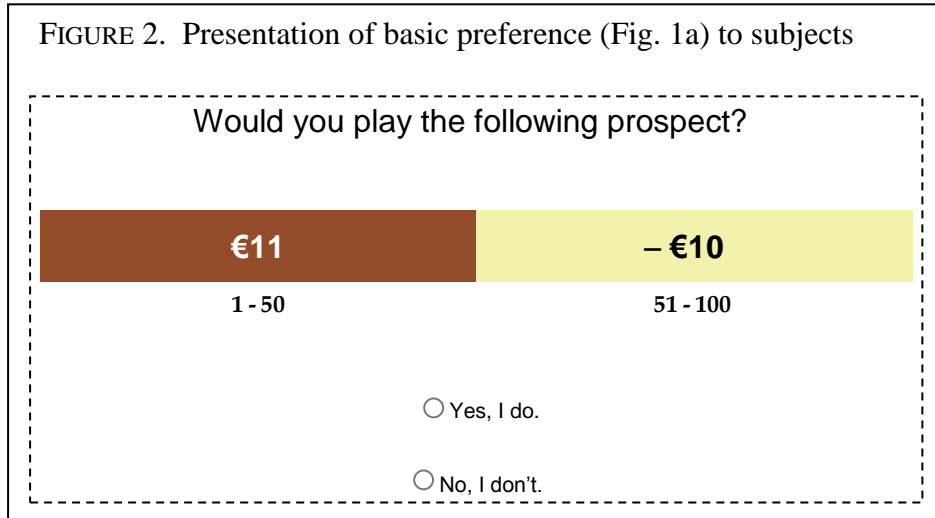 FIGURE 2. Presentation of basic preference (Fig. 1a) to subjects
Would you play the following prospect?
€11 – €10
1 - 50 51 - 100
Yes, I do.
No, I don't.